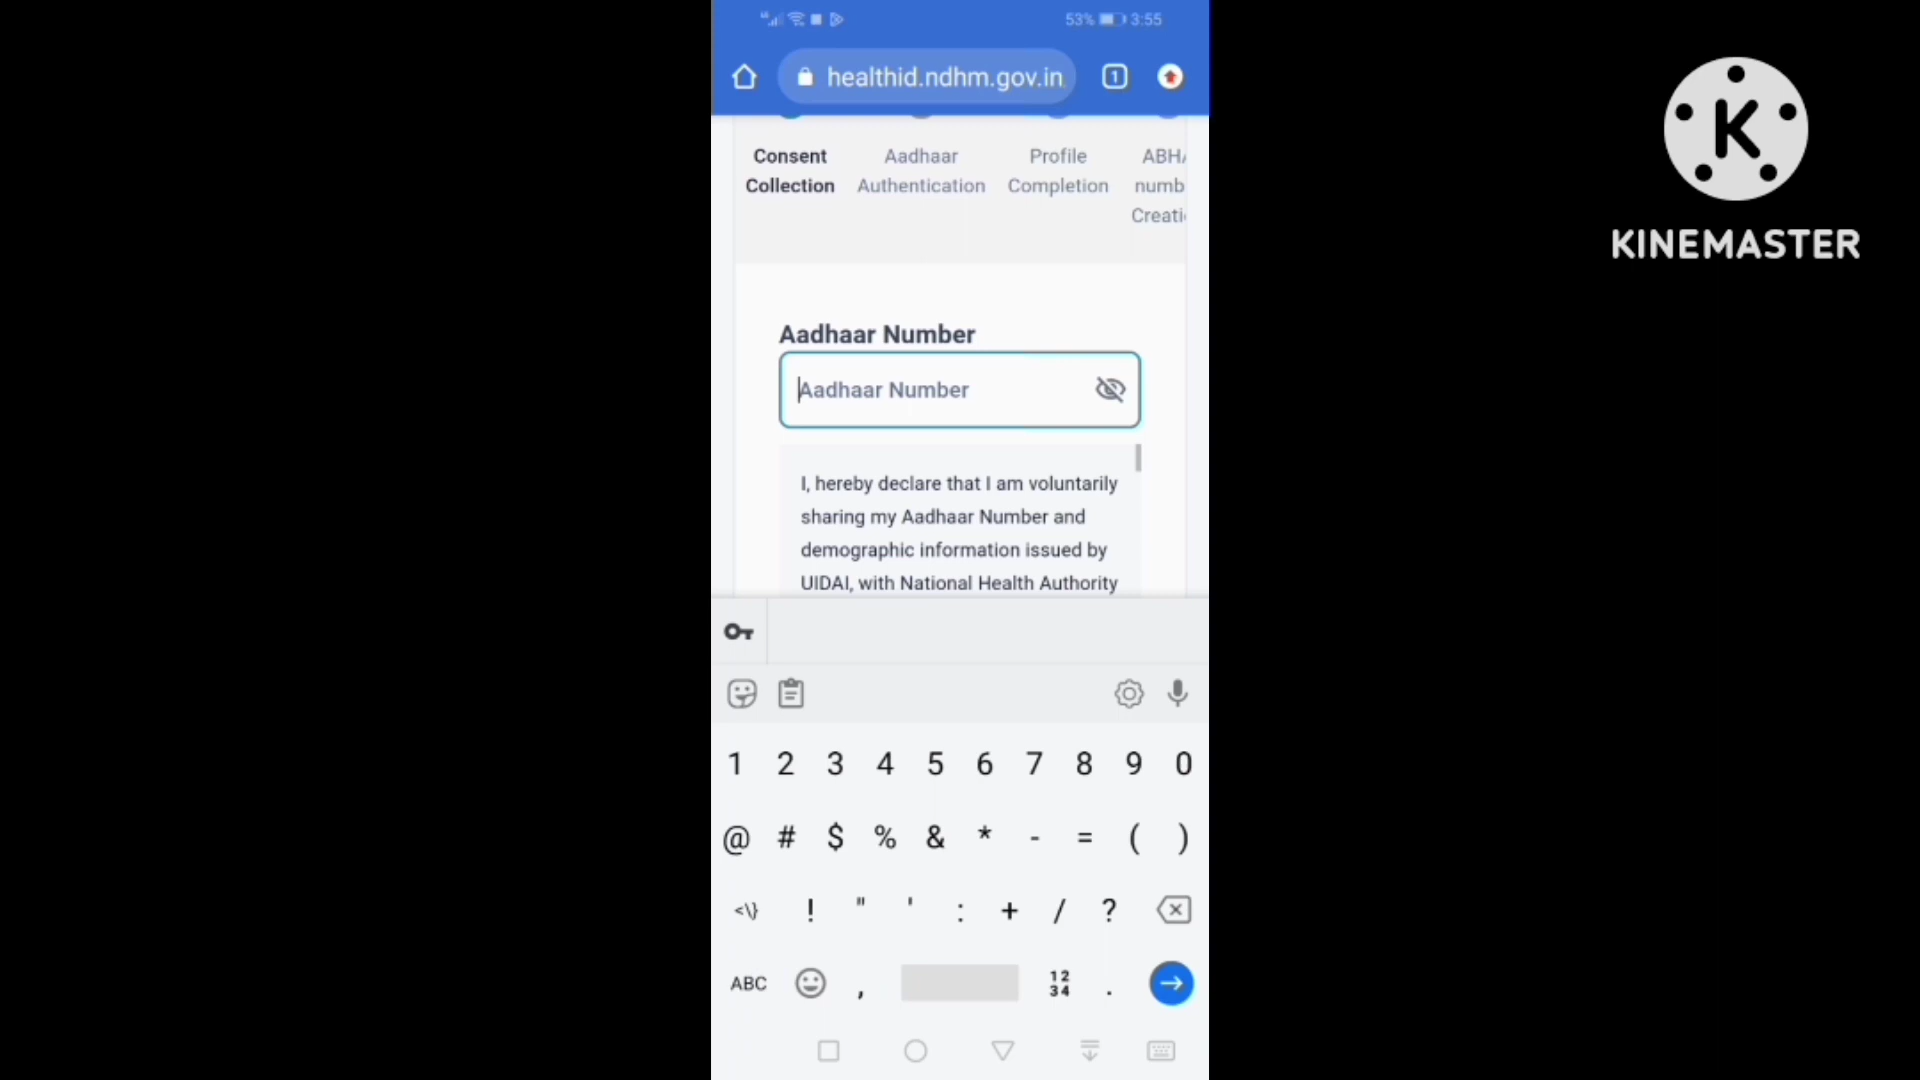 53% 3:55
healthid.ndhm.gov.in 1
Consent Collection
Aadhaar Authentication
Profile Completion
ABHA numb Creati
Aadhaar Number
Aadhaar Number
I, hereby declare that I am voluntarily
sharing my Aadhaar Number and
demographic information issued by
UIDAI, with National Health Authority
1 2 3 4 5 6 7 8 9 0
@ # $ % & * - = ( )
<\} ! " ' : + / ?
ABC , 12 34 .
K
KINEMASTER